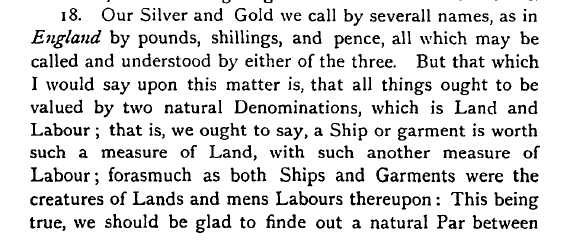 18. Our Silver and Gold we call by severall names, as in
England by pounds, shillings, and pence, all which may be
called and understood by either of the three. But that which
I would say upon this matter is, that all things ought to be
valued by two natural Denominations, which is Land and
Labour; that is, we ought to say, a Ship or garment is worth
such a measure of Land, with such another measure of
Labour; forasmuch as both Ships and Garments were the
creatures of Lands and mens Labours thereupon: This being
true, we should be glad to finde out a natural Par between